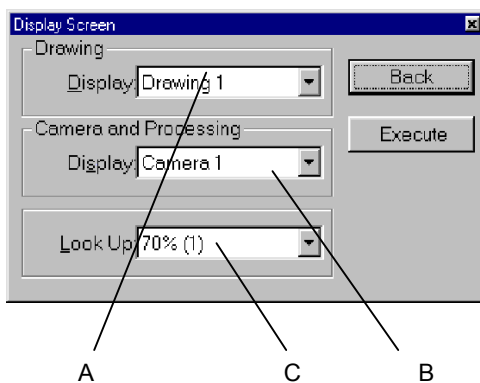 Display Screen
Drawing
Display: Drawing 1
Back
Camera and Processing
Execute
Display: Camera 1
Look Up: 70% (1)
A C B